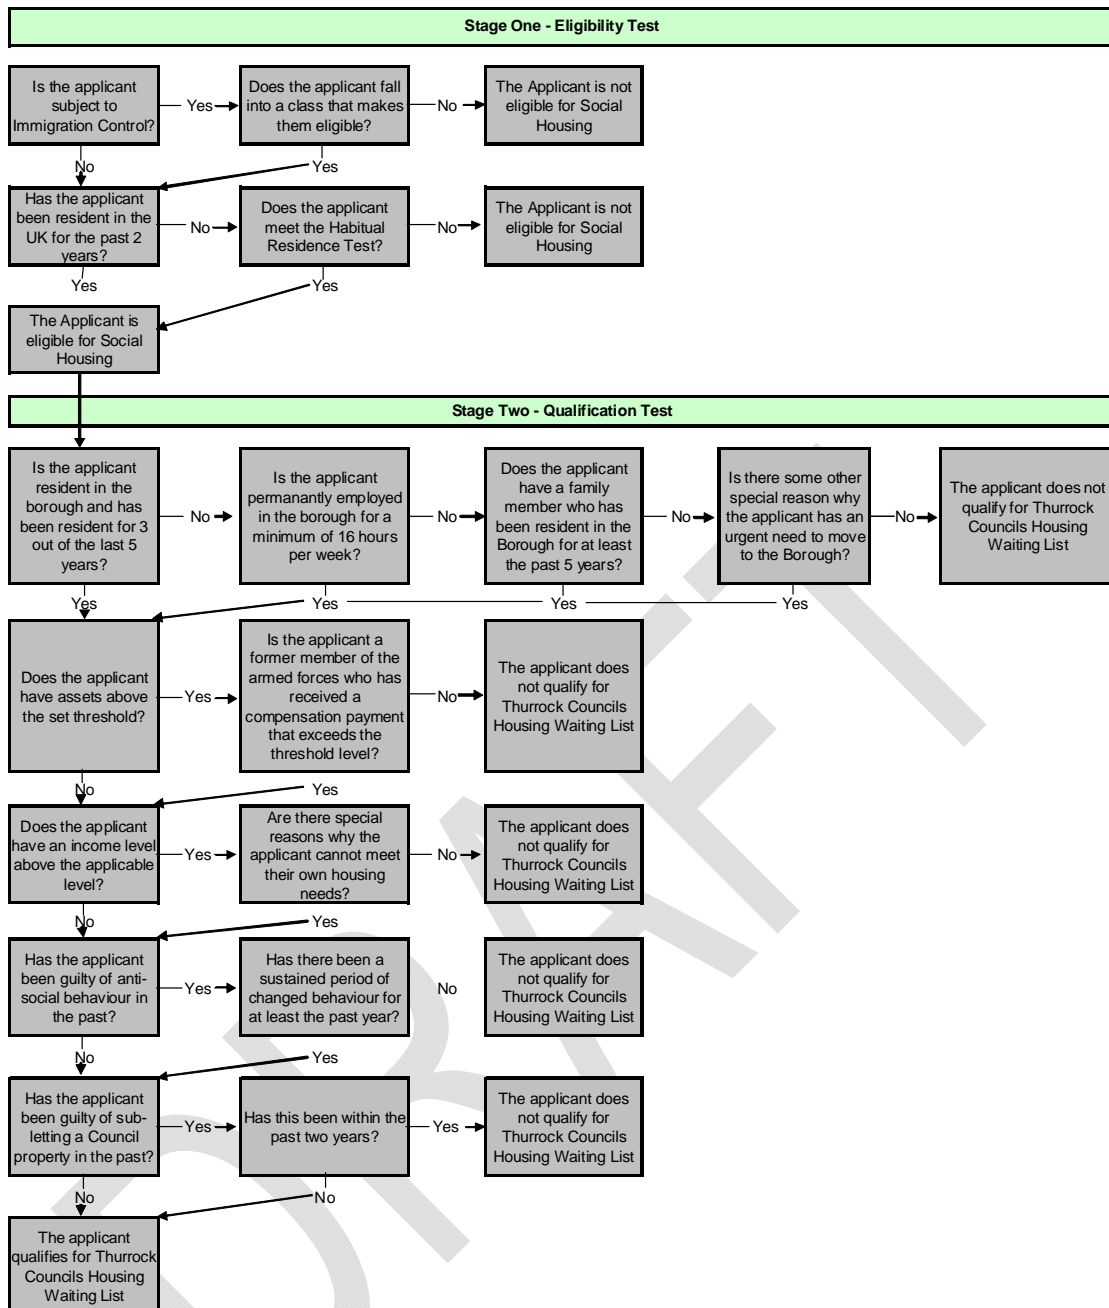 Stage One - Eligibility Test
Is the applicant
subject to
Immigration Control?
Yes
Does the applicant fall
into a class that makes
them eligible?
No
The Applicant is not
eligible for Social
Housing
No
Yes
Has the applicant
been resident in the
UK for the past 2
years?
No
Does the applicant
meet the Habitual
Residence Test?
No
The Applicant is not
eligible for Social
Housing
Yes
Yes
The Applicant is
eligible for Social
Housing
Stage Two - Qualification Test
Is the applicant
resident in the
borough and has
been resident for 3
out of the last 5
years?
No
Is the applicant
permanantly employed
in the borough for a
minimum of 16 hours
per week?
No
Does the applicant
have a family
member who has
been resident in the
Borough for at least
the past 5 years?
No
Is there some other
special reason why
the applicant has an
urgent need to move
to the Borough?
No
The applicant does not
qualify for Thurrock
Councils Housing
Waiting List
Yes
Yes
Yes
Yes
Does the applicant
have assets above
the set threshold?
Yes
Is the applicant a
former member of the
armed forces who has
received a
compensation payment
that exceeds the
threshold level?
No
The applicant does
not qualify for
Thurrock Councils
Housing Waiting List
No
Yes
Does the applicant
have an income level
above the applicable
level?
Yes
Are there special
reasons why the
applicant cannot meet
their own housing
needs?
No
The applicant does
not qualify for
Thurrock Councils
Housing Waiting List
No
Yes
Has the applicant
been guilty of anti-
social behaviour in
the past?
Yes
Has there been a
sustained period of
changed behaviour for
at least the past year?
No
The applicant does
not qualify for
Thurrock Councils
Housing Waiting List
No
Yes
Has the applicant
been guilty of sub-
letting a Council
property in the past?
Yes
Has this been within the
past two years?
Yes
The applicant does
not qualify for
Thurrock Councils
Housing Waiting List
No
No
The applicant
qualifies for Thurrock
Councils Housing
Waiting List
DRAFT